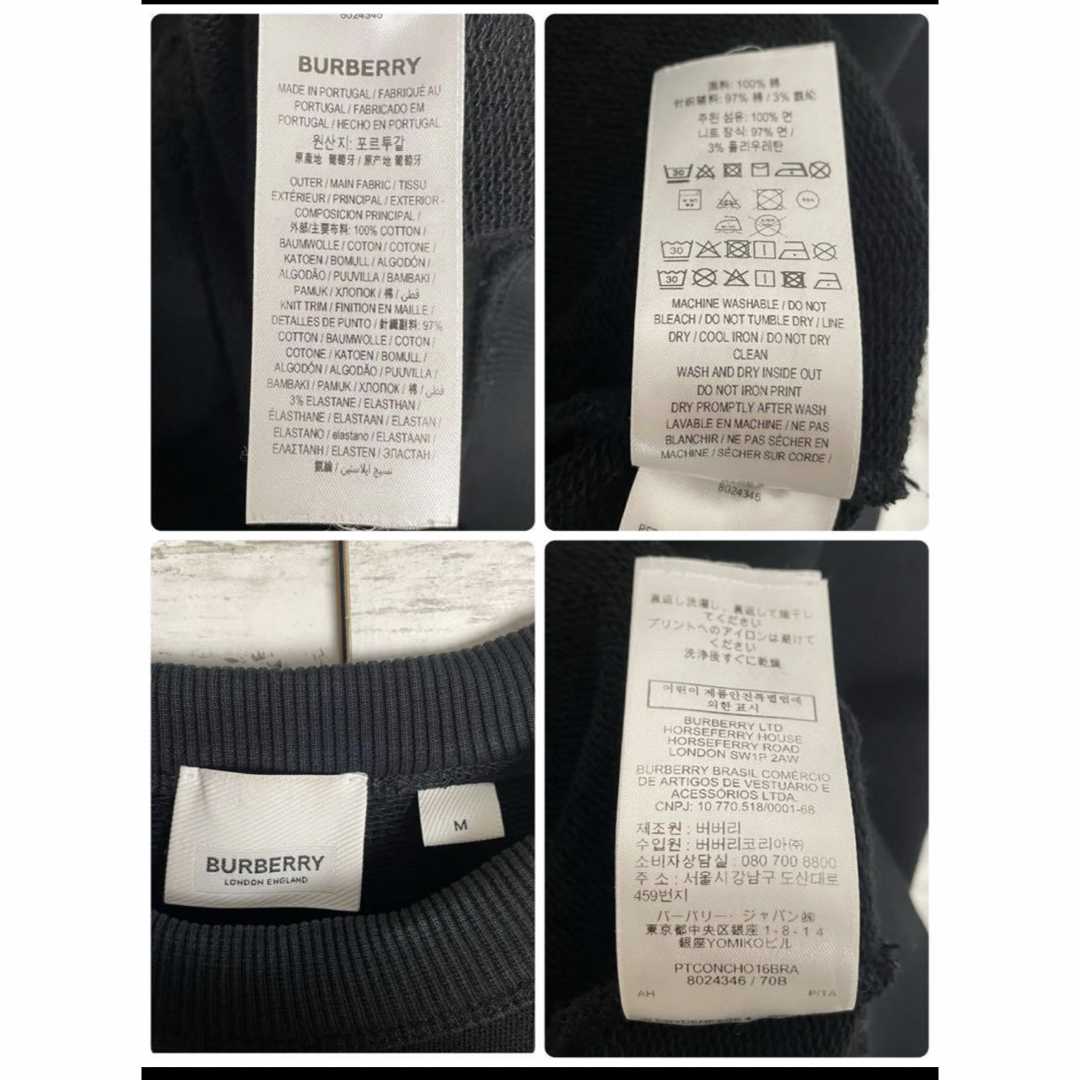 8024346
BURBERRY
MADE IN PORTUGAL / FABRIQUÉ AU
PORTUGAL / FABRICADO EM
PORTUGAL / HECHO EN PORTUGAL
원산지: 포르투갈
原產地 葡萄牙 / 原产地 葡萄牙
OUTER / MAIN FABRIC / TISSU
EXTÉRIEUR / PRINCIPAL / EXTERIOR -
COMPOSICION PRINCIPAL /
外部/主要布料: 100% COTTON /
BAUMWOLLE / COTON / COTONE /
KATOEN / BOMULL / ALGODÓN /
ALGODÃO / PUUVILLA / BAMBAKI /
PAMUK / ХЛОПОК / 棉 / قطن /
KNIT TRIM / FINITION EN MAILLE /
DETALLES DE PUNTO / 針織副料: 97%
COTTON / BAUMWOLLE / COTON /
COTONE / KATOEN / BOMULL /
ALGODÓN / ALGODÃO / PUUVILLA /
BAMBAKI / PAMUK / ХЛОПОК / 棉 / قطن /
3% ELASTANE / ELASTHAN /
ÉLASTHANE / ELASTAAN / ELASTAN /
ELASTANO / elastano / ELASTAANI /
ΕΛΑΣΤΑΝΗ / ELASTEN / ЭЛАСТАН /
氨綸 / نسيج ايلاستين /
面料: 100% 棉
针织辅料: 97% 棉 / 3% 氨纶
주된 섬유: 100% 면
니트 장식: 97% 면 /
3% 폴리우레탄
30
30
30
MACHINE WASHABLE / DO NOT
BLEACH / DO NOT TUMBLE DRY / LINE
DRY / COOL IRON / DO NOT DRY
CLEAN
WASH AND DRY INSIDE OUT
DO NOT IRON PRINT
DRY PROMPTLY AFTER WASH
LAVABLE EN MACHINE / NE PAS
BLANCHIR / NE PAS SÉCHER EN
MACHINE / SÉCHER SUR CORDE /
8024346
BURBERRY
LONDON ENGLAND
M
裏返し洗濯し、裏返して陰干し
てください
プリントへのアイロンは避けて
ください
洗浄後すぐに乾燥
어린이 제품안전특별법에
의한 표시
BURBERRY LTD
HORSEFERRY HOUSE
HORSEFERRY ROAD
LONDON SW1P 2AW
BURBERRY BRASIL COMÉRCIO
DE ARTIGOS DE VESTUÁRIO E
ACESSÓRIOS LTDA.
CNPJ: 10.770.518/0001-68
제조원 : 버버리
수입원 : 버버리코리아㈜
소비자상담실 : 080 700 8800
주 소 : 서울시 강남구 도산대로
459번지
バーバリー・ジャパン㈱
東京都中央区銀座 1 - 8 - 1 4
銀座YOMIKOビル
PTCONCHO16BRA
8024346 / 70B
AH PITA